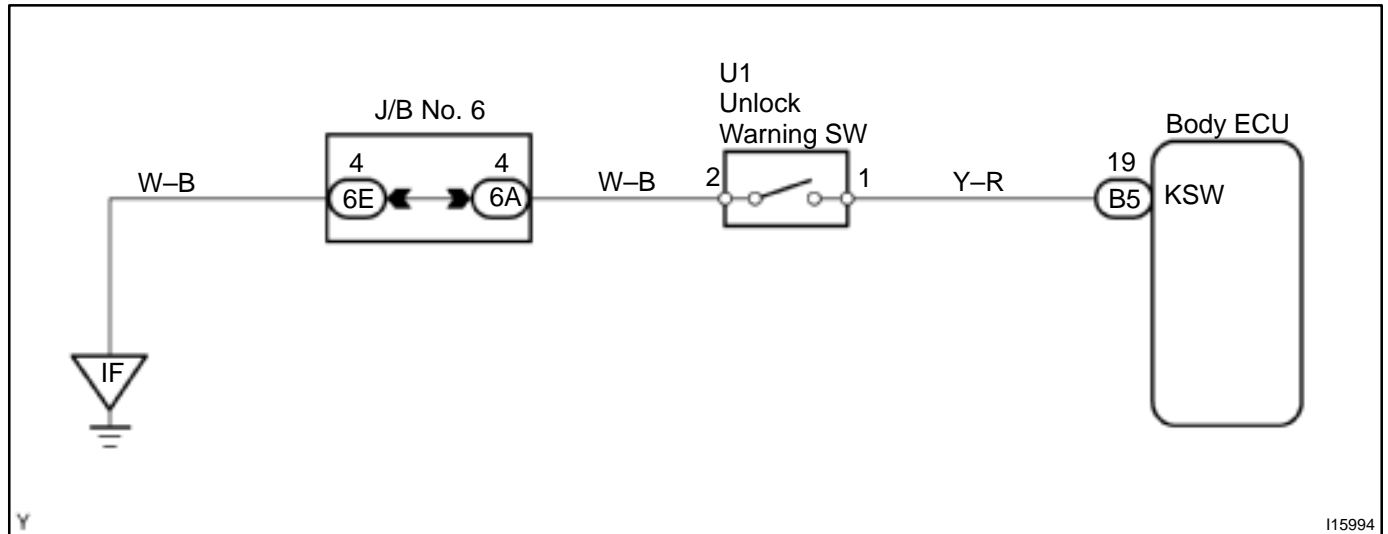 U1
Unlock
Warning SW
J/B No. 6
Body ECU
4
4
19
W–B
6E
6A
W–B
2
1
Y–R
B5
KSW
IF
Y
I15994